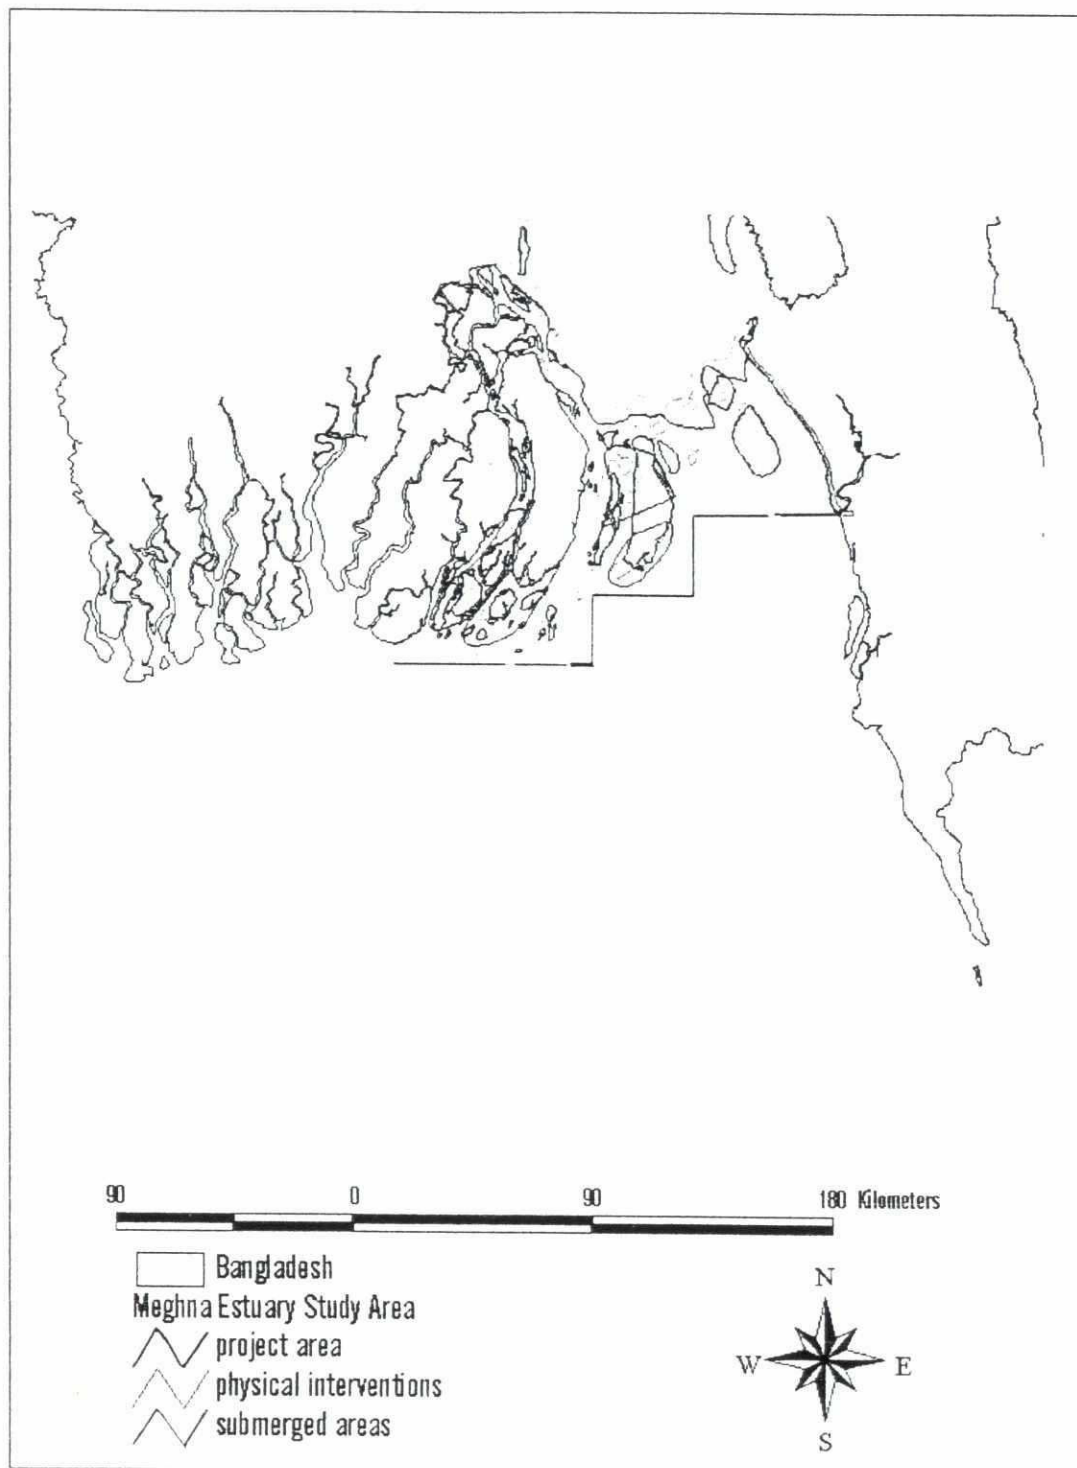 90 0 90 180 Kilometers
Bangladesh
Meghna Estuary Study Area
project area
physical interventions
submerged areas
N
W E
S